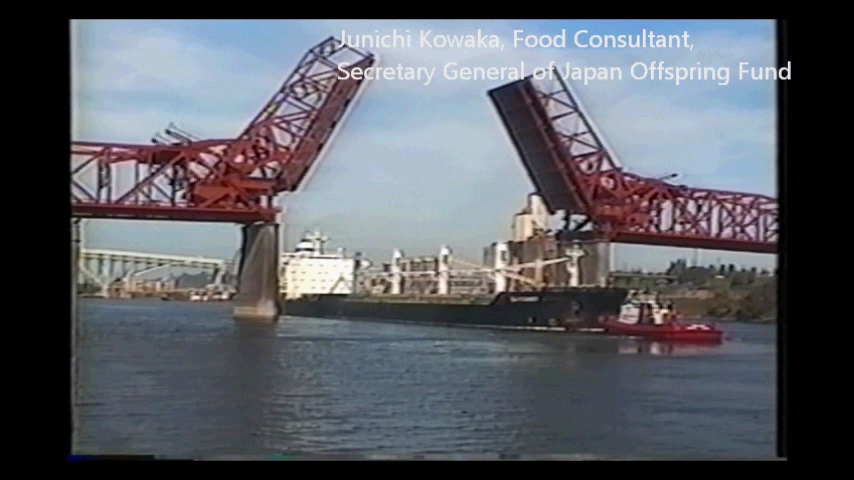 Junichi Kowaka, Food Consultant,
Secretary General of Japan Offspring Fund